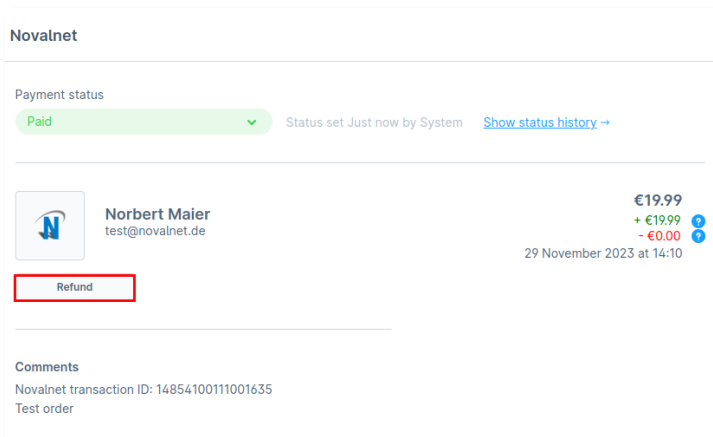 Novalnet
Payment status
Paid
Status set Just now by System
Show status history →
N
Norbert Maier
test@novalnet.de
€19.99
+ €19.99 ?
- €0.00 ?
29 November 2023 at 14:10
Refund
Comments
Novalnet transaction ID: 14854100111001635
Test order